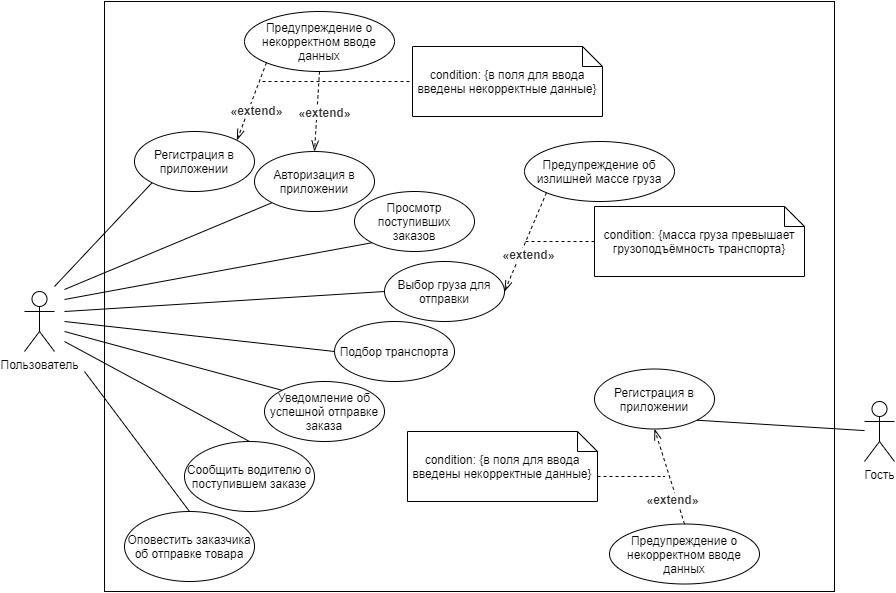 Предупреждение о
некорректном вводе
данных
condition: {в поля для ввода
введены некорректные данные}
«extend»
«extend»
Регистрация в
приложении
Авторизация в
приложении
Предупреждение об
излишней массе груза
Просмотр
поступивших
заказов
condition: {масса груза превышает
грузоподъёмность транспорта}
«extend»
Выбор груза для
отправки
Пользователь
Подбор транспорта
Уведомление об
успешной отправке
заказа
Регистрация в
приложении
Гость
condition: {в поля для ввода
введены некорректные данные}
Сообщить водителю о
поступившем заказе
«extend»
Оповестить заказчика
об отправке товара
Предупреждение о
некорректном вводе
данных